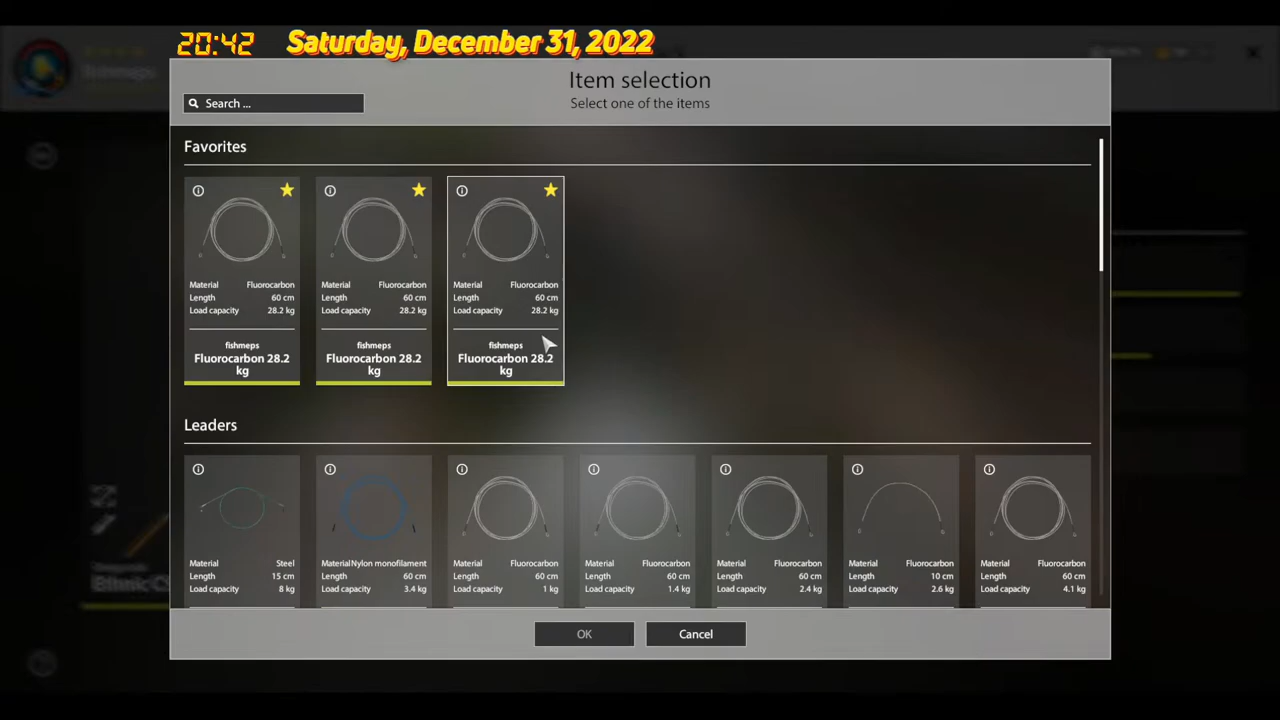 20:42 Saturday, December 31, 2022
Item selection
Select one of the items
Search ...
Favorites
Material Fluorocarbon
Length 60 cm
Load capacity 28.2 kg
fishmeps
Fluorocarbon 28.2
kg
Material Fluorocarbon
Length 60 cm
Load capacity 28.2 kg
fishmeps
Fluorocarbon 28.2
kg
Material Fluorocarbon
Length 60 cm
Load capacity 28.2 kg
fishmeps
Fluorocarbon 28.2
kg
Leaders
Material Steel
Length 15 cm
Load capacity 8 kg
Material Nylon monofilament
Length 60 cm
Load capacity 3.4 kg
Material Fluorocarbon
Length 60 cm
Load capacity 1 kg
Material Fluorocarbon
Length 60 cm
Load capacity 1.4 kg
Material Fluorocarbon
Length 60 cm
Load capacity 2.4 kg
Material Fluorocarbon
Length 10 cm
Load capacity 2.6 kg
Material Fluorocarbon
Length 60 cm
Load capacity 4.1 kg
OK
Cancel
fishmeps
Ethnic C